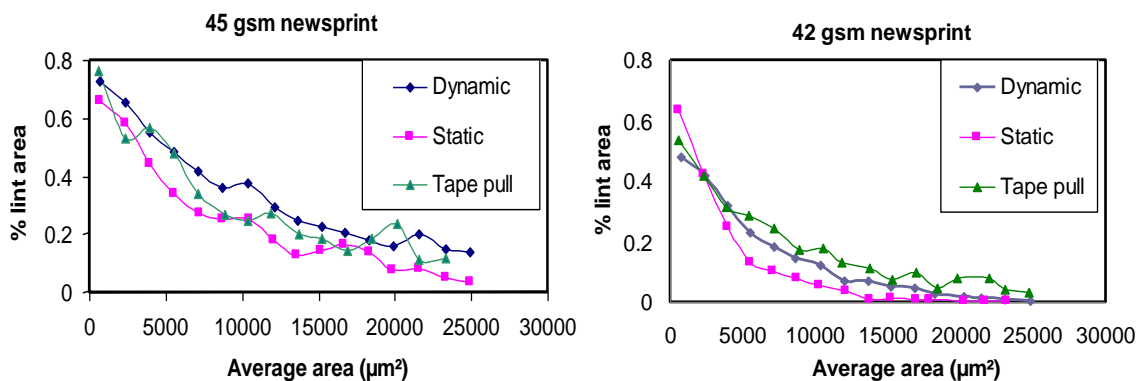 45 gsm newsprint
% lint area
0.8
0.6
0.4
0.2
0
0 5000 10000 15000 20000 25000 30000
Average area (µm²)
Dynamic
Static
Tape pull
42 gsm newsprint
% lint area
0.8
0.6
0.4
0.2
0
0 5000 10000 15000 20000 25000 30000
Average area (µm²)
Dynamic
Static
Tape pull